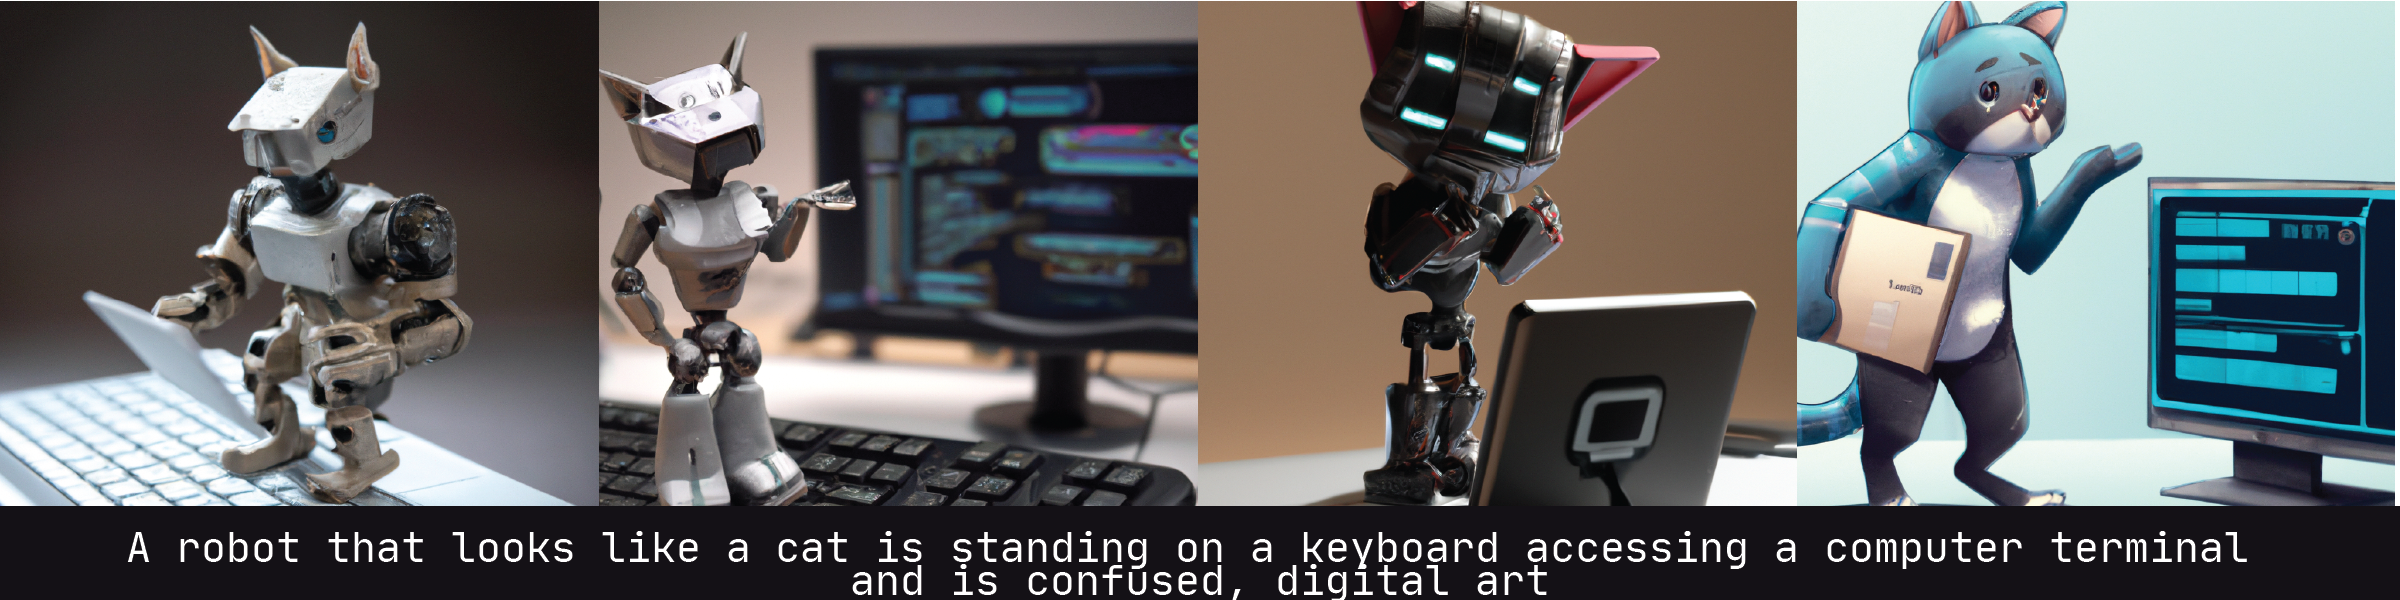 A robot that looks like a cat is standing on a keyboard accessing a computer terminal
and is confused, digital art